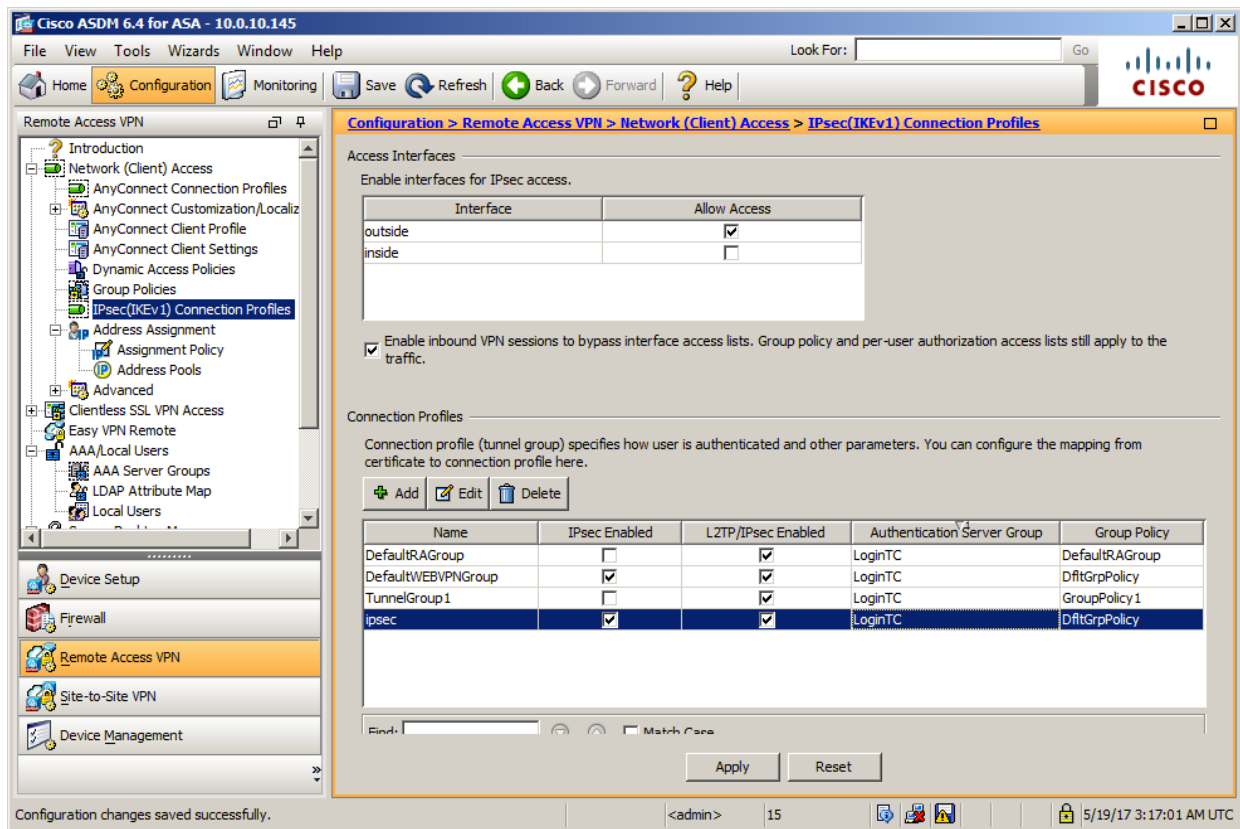 Cisco ASDM 6.4 for ASA - 10.0.10.145
File View Tools Wizards Window Help
Look For:
Go
Home
Configuration
Monitoring
Save
Refresh
Back
Forward
Help
CISCO
Remote Access VPN
Introduction
Network (Client) Access
AnyConnect Connection Profiles
AnyConnect Customization/Localiz
AnyConnect Client Profile
AnyConnect Client Settings
Dynamic Access Policies
Group Policies
IPsec(IKEv1) Connection Profiles
Address Assignment
Assignment Policy
Address Pools
Advanced
Clientless SSL VPN Access
Easy VPN Remote
AAA/Local Users
AAA Server Groups
LDAP Attribute Map
Local Users
Device Setup
Firewall
Remote Access VPN
Site-to-Site VPN
Device Management
Configuration > Remote Access VPN > Network (Client) Access > IPsec(IKEv1) Connection Profiles
Access Interfaces
Enable interfaces for IPsec access.
Interface Allow Access
outside
inside
Enable inbound VPN sessions to bypass interface access lists. Group policy and per-user authorization access lists still apply to the
traffic.
Connection Profiles
Connection profile (tunnel group) specifies how user is authenticated and other parameters. You can configure the mapping from
certificate to connection profile here.
Add Edit Delete
Name IPsec Enabled L2TP/IPsec Enabled Authentication Server Group Group Policy
DefaultRAGroup LoginTC DefaultRAGroup
DefaultWEBVPNGroup LoginTC DfltGrpPolicy
TunnelGroup1 LoginTC GroupPolicy1
ipsec LoginTC DfltGrpPolicy
Find: Match Case
Apply Reset
Configuration changes saved successfully.
<admin> 15 5/19/17 3:17:01 AM UTC